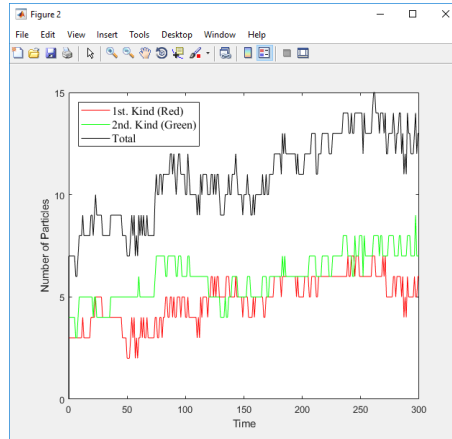 Figure 2
File Edit View Insert Tools Desktop Window Help
15
10
5
0
Number of Particles
1st. Kind (Red)
2nd. Kind (Green)
Total
0 50 100 150 200 250 300
Time